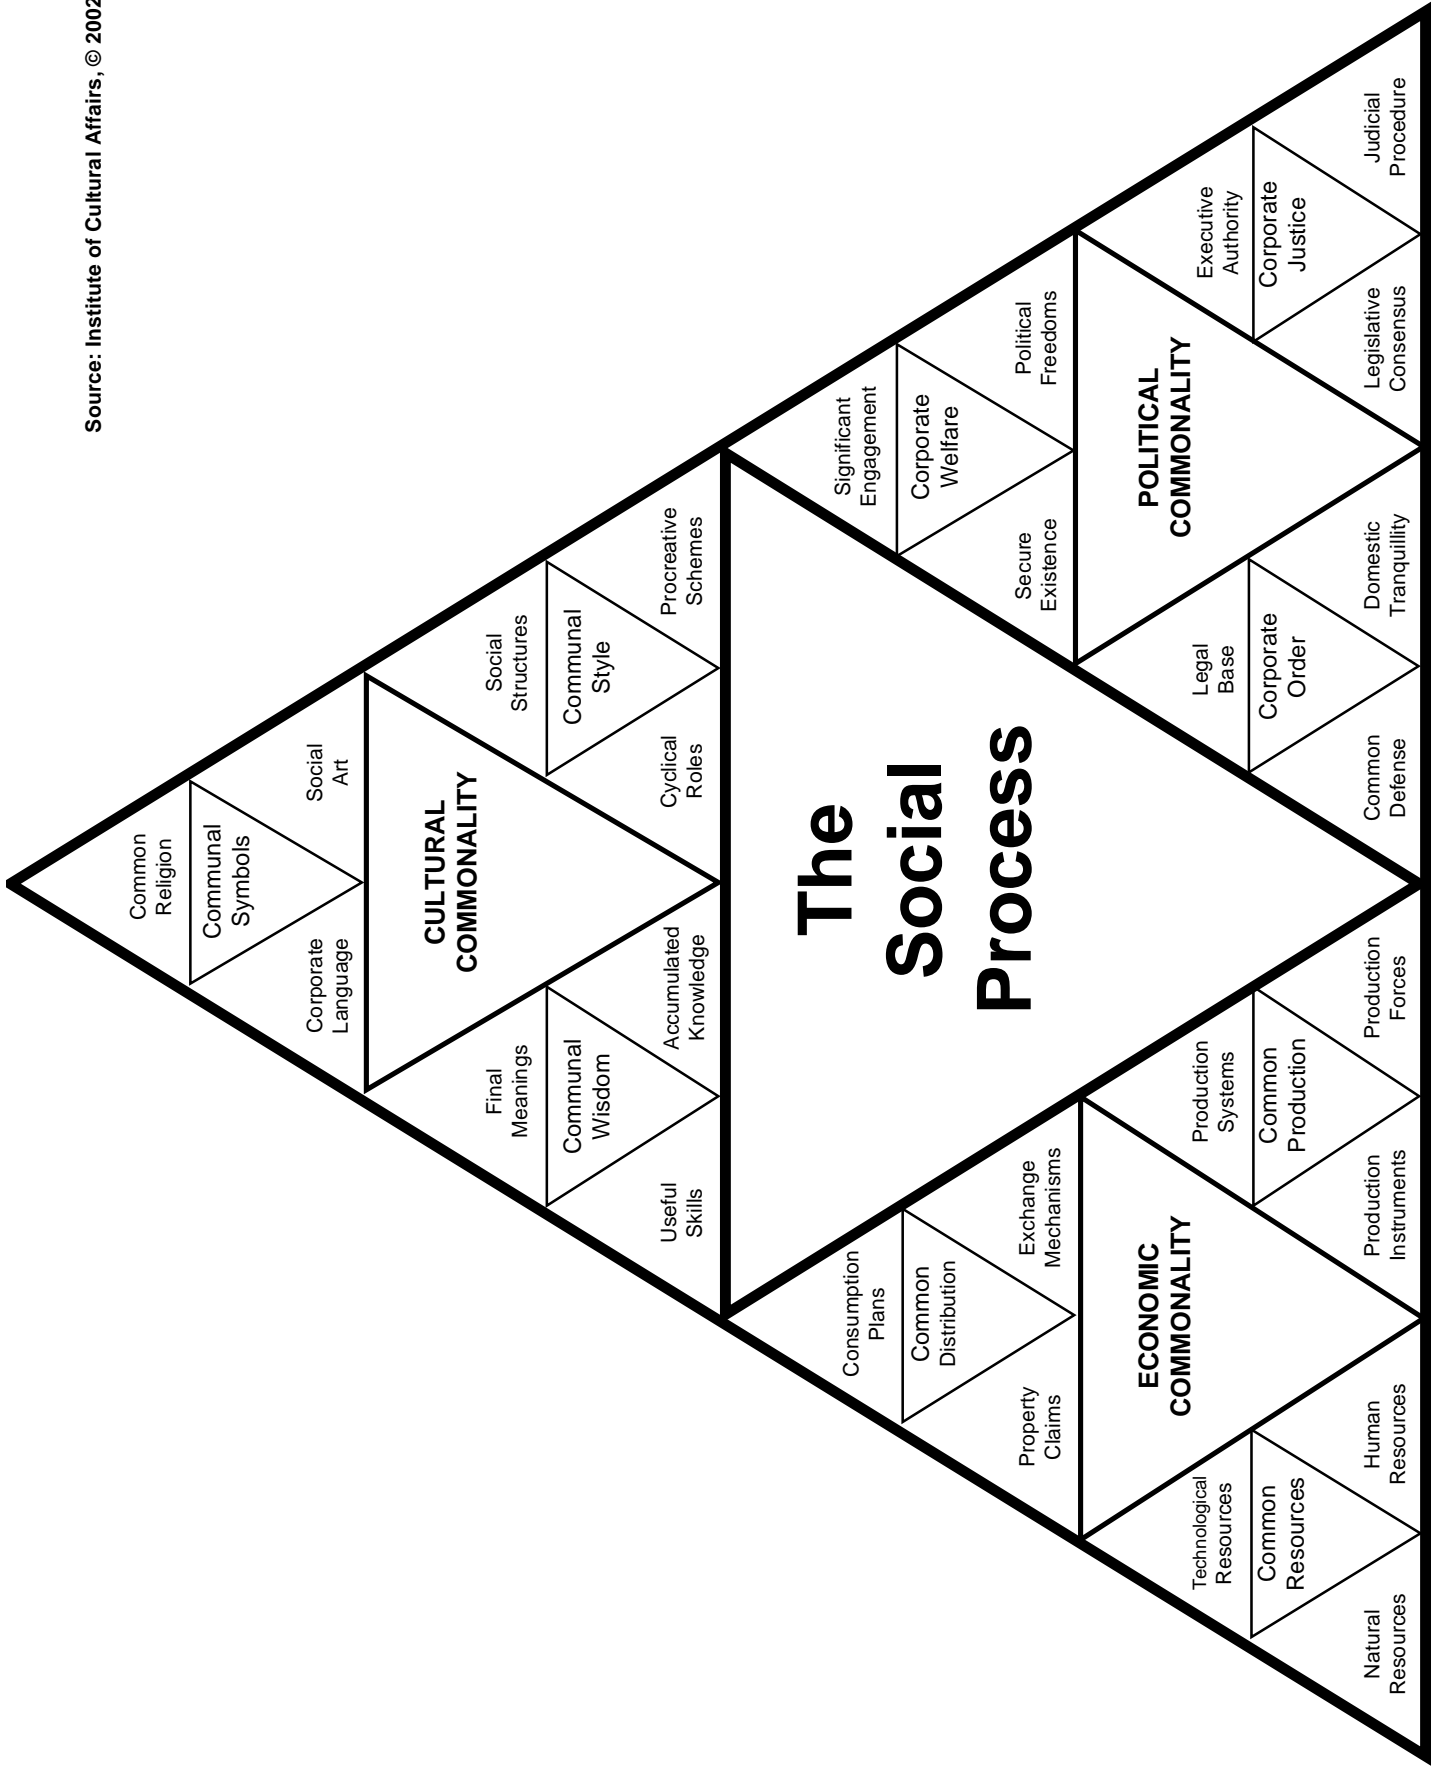 Source: Institute of Cultural Affairs, © 2002
Common
Religion
Communal
Symbols
Corporate
Language
Social
Art
CULTURAL
COMMONALITY
Final
Meanings
Social
Structures
Communal
Wisdom
Communal
Style
Useful
Skills
Accumulated
Knowledge
Cyclical
Roles
Procreative
Schemes
The
Social
Process
Consumption
Plans
Significant
Engagement
Common
Distribution
Corporate
Welfare
Property
Claims
Exchange
Mechanisms
Secure
Existence
Political
Freedoms
ECONOMIC
COMMONALITY
POLITICAL
COMMONALITY
Technological
Resources
Production
Systems
Legal
Base
Executive
Authority
Common
Resources
Common
Production
Corporate
Order
Corporate
Justice
Natural
Resources
Human
Resources
Production
Instruments
Production
Forces
Common
Defense
Domestic
Tranquillity
Legislative
Consensus
Judicial
Procedure